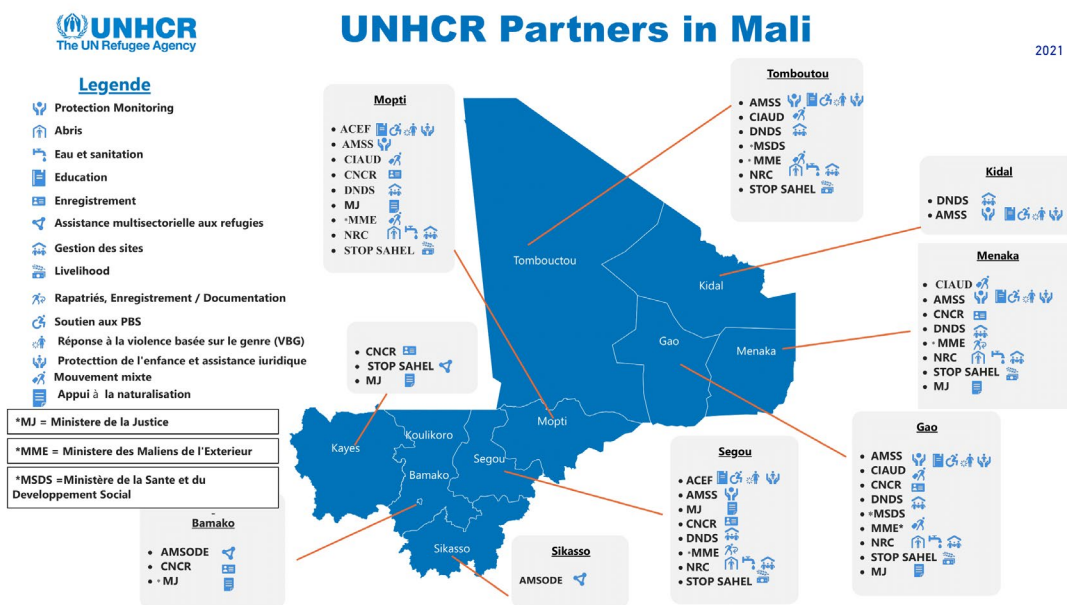 UNHCR
The UN Refugee Agency
UNHCR Partners in Mali
2021
Legende
Protection Monitoring
Abris
Eau et sanitation
Education
Enregistrement
Assistance multisectorielle aux refugies
Gestion des sites
Livelihood
Rapatriés, Enregistrement / Documentation
Soutien aux PBS
Réponse à la violence basée sur le genre (VBG)
Protecttion de l'enfance et assistance iuridique
Mouvement mixte
Appui à la naturalisation
*MJ = Ministere de la Justice
*MME = Ministere des Maliens de l'Exterieur
*MSDS =Ministère de la Sante et du
Developpement Social
Mopti
• ACEF
• AMSS
• CIAUD
• CNCR
• DNDS
• MJ
• *MME
• NRC
• STOP SAHEL
Tomboutou
• AMSS
• CIAUD
• DNDS
• *MSDS
• *MME
• NRC
• STOP SAHEL
Kidal
• DNDS
• AMSS
Menaka
• CIAUD
• AMSS
• CNCR
• DNDS
• *MME
• NRC
• STOP SAHEL
• MJ
• CNCR
• STOP SAHEL
• MJ
Tombouctou
Kidal
Gao
Menaka
Mopti
Kayes
Koulikoro
Segou
Bamako
Sikasso
Gao
• AMSS
• CIAUD
• CNCR
• DNDS
• *MSDS
• MME*
• NRC
• STOP SAHEL
• MJ
Segou
• ACEF
• AMSS
• MJ
• CNCR
• DNDS
• *MME
• NRC
• STOP SAHEL
Bamako
• AMSODE
• CNCR
• *MJ
Sikasso
AMSODE